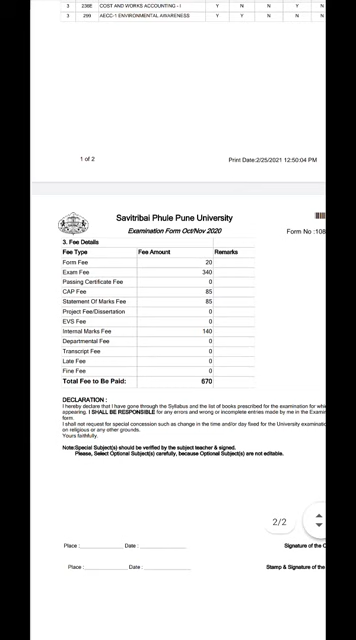 3 238E COST AND WORKS ACCOUNTING - I Y N N Y N
3 299 AECC-1 ENVIRONMENTAL AWARENESS Y Y N N N
1 of 2 Print Date:2/25/2021 12:50:04 PM
Savitribai Phule Pune University
Examination Form Oct/Nov 2020
Form No :108
3. Fee Details
Fee Type Fee Amount Remarks
Form Fee 20
Exam Fee 340
Passing Certificate Fee 0
CAP Fee 85
Statement Of Marks Fee 85
Project Fee/Dissertation 0
EVS Fee 0
Internal Marks Fee 140
Departmental Fee 0
Transcript Fee 0
Late Fee 0
Fine Fee 0
Total Fee to Be Paid: 670
DECLARATION :
I hereby declare that I have gone through the Syllabus and the list of books prescribed for the examination for whi
appearing. I SHALL BE RESPONSIBLE for any errors and wrong or incomplete entries made by me in the Examin
form.
I shall not request for special concession such as change in the time and/or day fixed for the University examinatio
on religious or any other grounds.
Yours faithfully.
Note:Special Subject(s) should be verified by the subject teacher & signed.
Please, Select Optional Subject(s) carefully, because Optional Subject(s) are not editable.
2/2
Place :____________ Date : ____________ Signature of the C
Place :____________ Date : ____________ Stamp & Signature of the